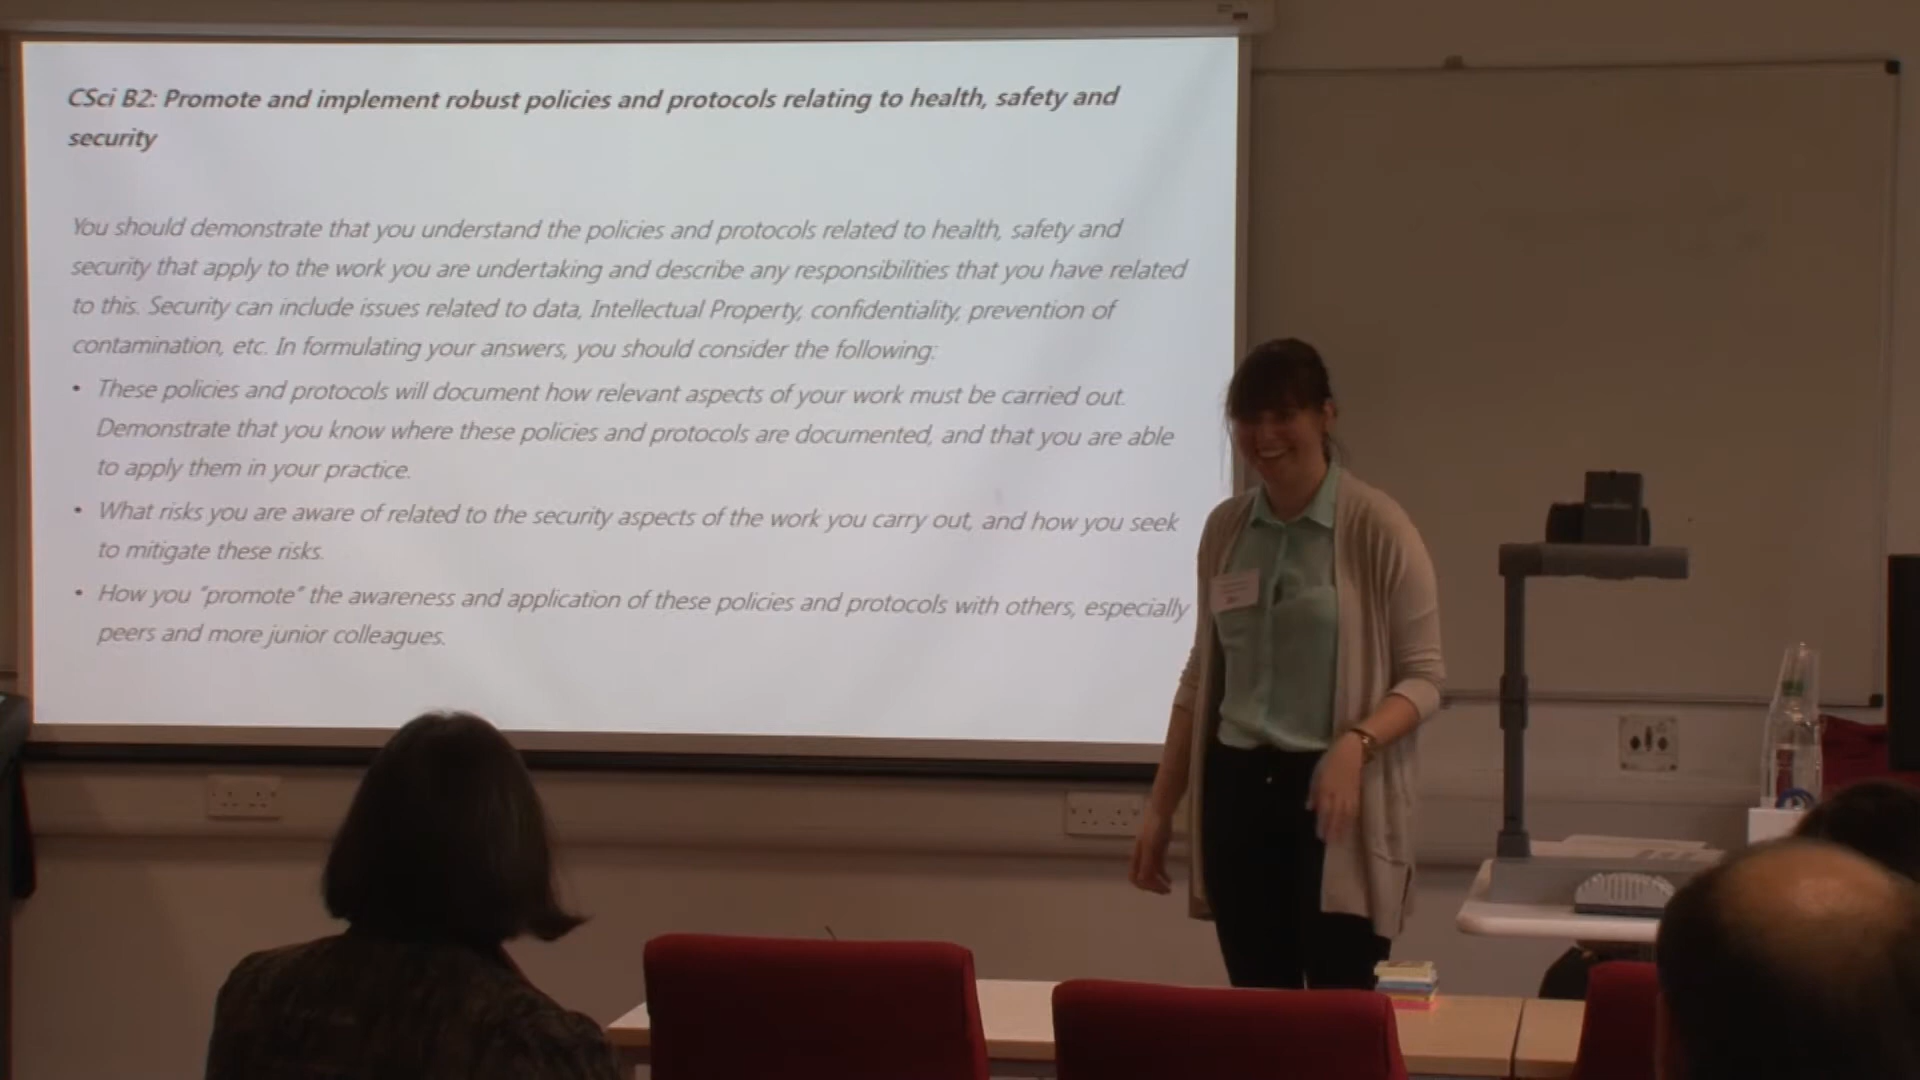 CSci B2: Promote and implement robust policies and protocols relating to health, safety and
security
You should demonstrate that you understand the policies and protocols related to health, safety and
security that apply to the work you are undertaking and describe any responsibilities that you have related
to this. Security can include issues related to data, Intellectual Property, confidentiality, prevention of
contamination, etc. In formulating your answers, you should consider the following:
• These policies and protocols will document how relevant aspects of your work must be carried out.
Demonstrate that you know where these policies and protocols are documented, and that you are able
to apply them in your practice.
• What risks you are aware of related to the security aspects of the work you carry out, and how you seek
to mitigate these risks.
• How you "promote" the awareness and application of these policies and protocols with others, especially
peers and more junior colleagues.